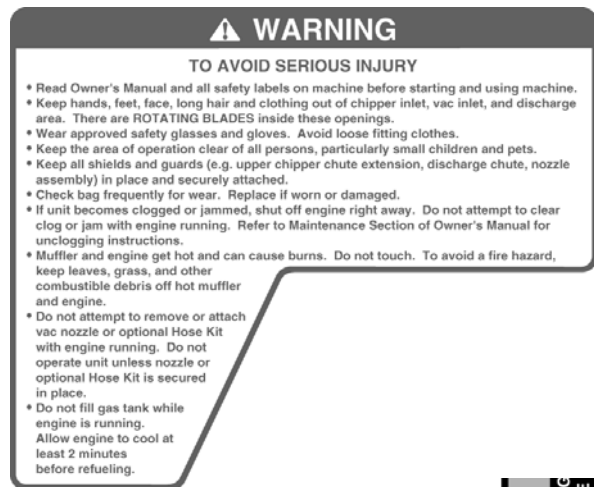 WARNING
TO AVOID SERIOUS INJURY
* Read Owner's Manual and all safety labels on machine before starting and using machine.
* Keep hands, feet, face, long hair and clothing out of chipper inlet, vac inlet, and discharge
area. There are ROTATING BLADES inside these openings.
* Wear approved safety glasses and gloves. Avoid loose fitting clothes.
* Keep the area of operation clear of all persons, particularly small children and pets.
* Keep all shields and guards (e.g. upper chipper chute extension, discharge chute, nozzle
assembly) in place and securely attached.
* Check bag frequently for wear. Replace if worn or damaged.
* If unit becomes clogged or jammed, shut off engine right away. Do not attempt to clear
clog or jam with engine running. Refer to Maintenance Section of Owner's Manual for
unclogging instructions.
* Muffler and engine get hot and can cause burns. Do not touch. To avoid a fire hazard,
keep leaves, grass, and other
combustible debris off hot muffler
and engine.
* Do not attempt to remove or attach
vac nozzle or optional Hose Kit
with engine running. Do not
operate unit unless nozzle or
optional Hose Kit is secured
in place.
* Do not fill gas tank while
engine is running.
Allow engine to cool at
least 2 minutes
before refueling.